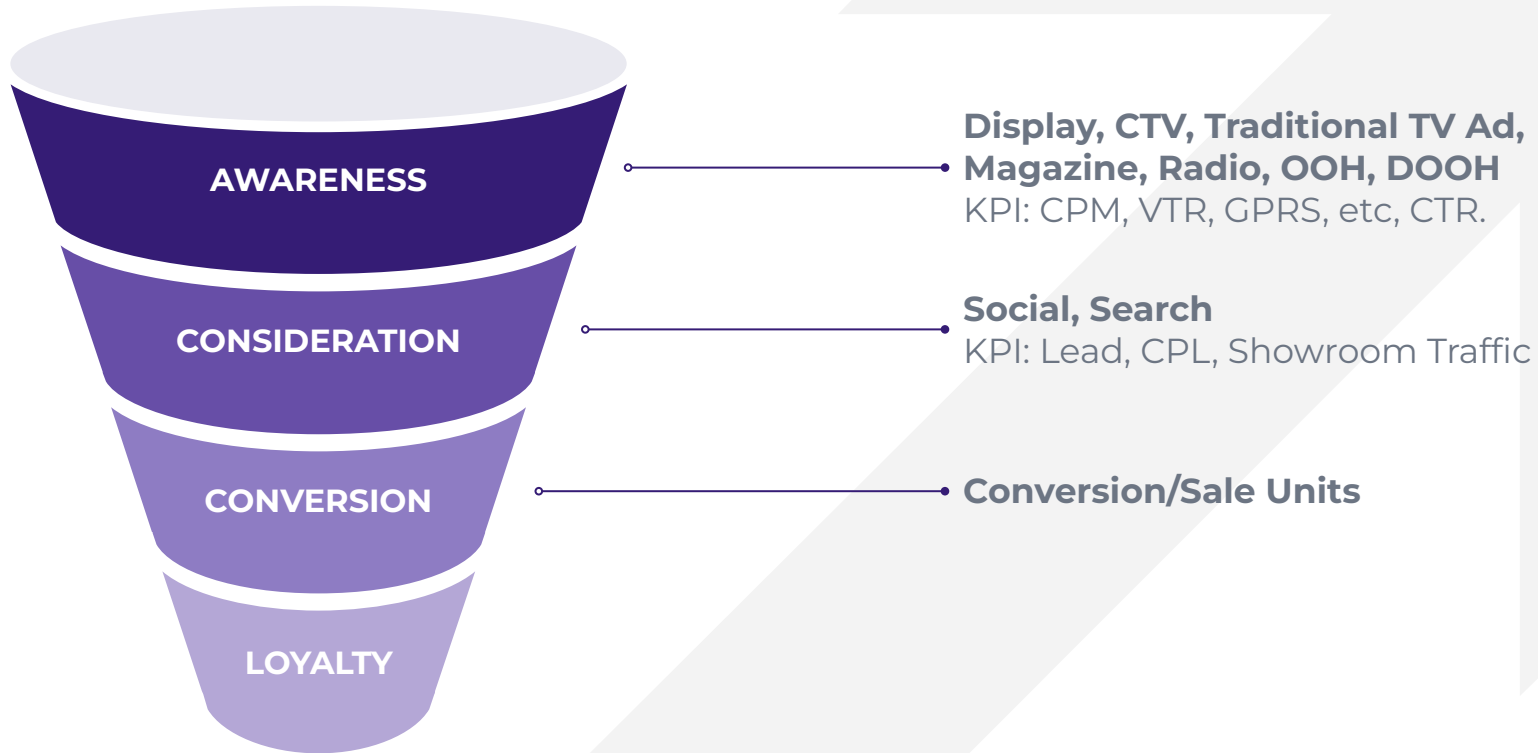 AWARENESS
Display, CTV, Traditional TV Ad,
Magazine, Radio, OOH, DOOH
KPI: CPM, VTR, GPRS, etc, CTR.
CONSIDERATION
Social, Search
KPI: Lead, CPL, Showroom Traffic
CONVERSION
Conversion/Sale Units
LOYALTY